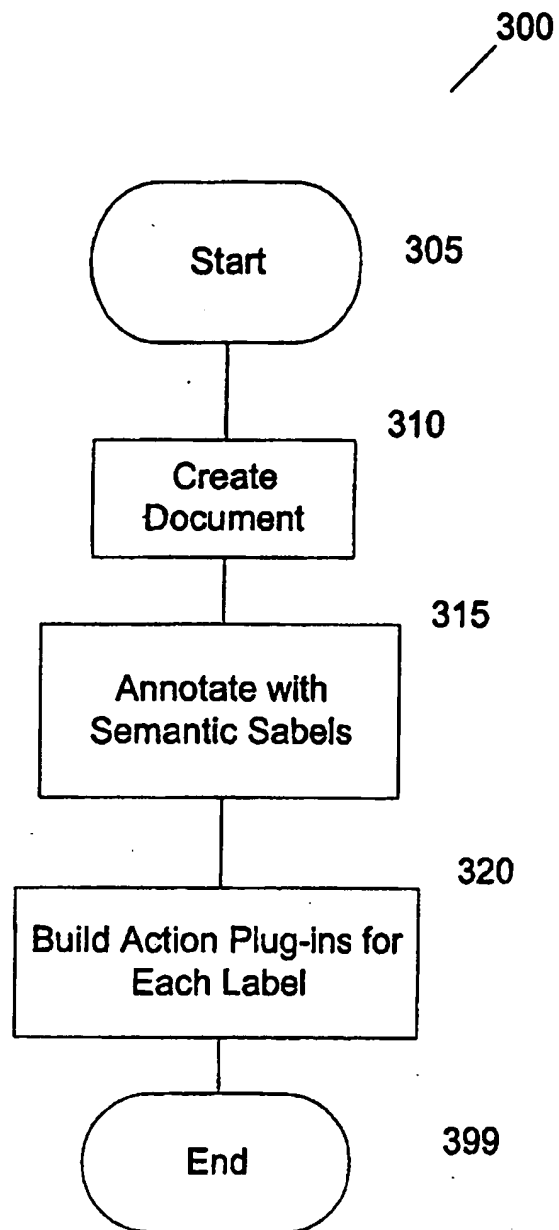 300
Start
305
310
Create
Document
315
Annotate with
Semantic Sabels
320
Build Action Plug-ins for
Each Label
End
399